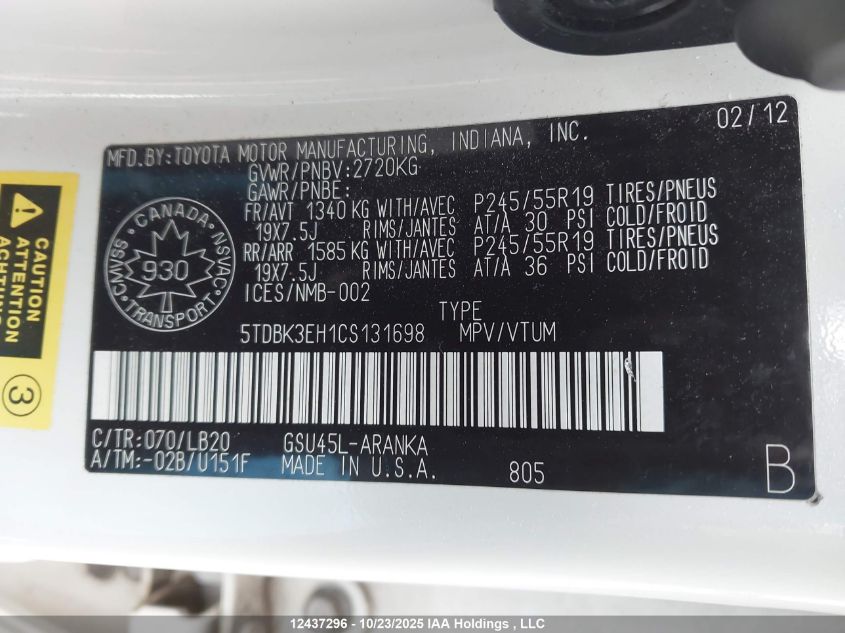 02/12
MFD.BY:TOYOTA MOTOR MANUFACTURING, INDIANA, INC.
GVWR/PNBV:2720KG
GAWR/PNBE:
FR/AVT 1340 KG WITH/AVEC P245/55R19 TIRES/PNEUS
19X7.5J RIMS/JANTES AT/A 30 PSI COLD/FROID
RR/ARR 1585 KG WITH/AVEC P245/55R19 TIRES/PNEUS
19X7.5J RIMS/JANTES AT/A 36 PSI COLD/FROID
ICES/NMB-002
TYPE
5TDBK3EH1CS131698 MPV/VTUM
C/TR:070/LB20 GSU45L-ARANKA
A/TM:-02B/U151F MADE IN U.S.A. 805 B
CANADA
CMVSS NSVAC
930
TRANSPORT
CAUTION
ATTENTION
ACHTUNG
3
12437296 - 10/23/2025 IAA Holdings , LLC